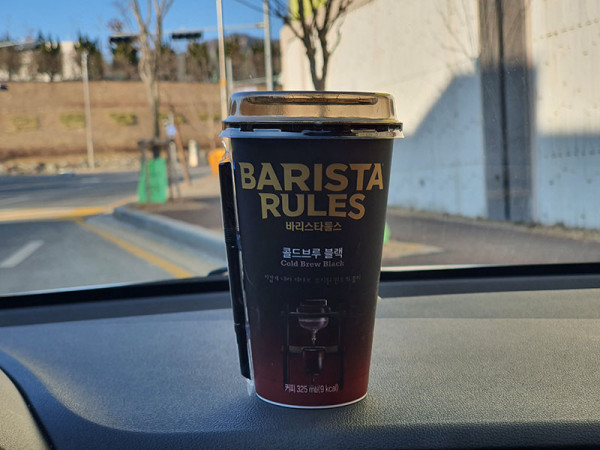 BARISTA
RULES
바리스타룰스
콜드브루 블랙
Cold Brew Black
커피 325 ml(9 kcal)